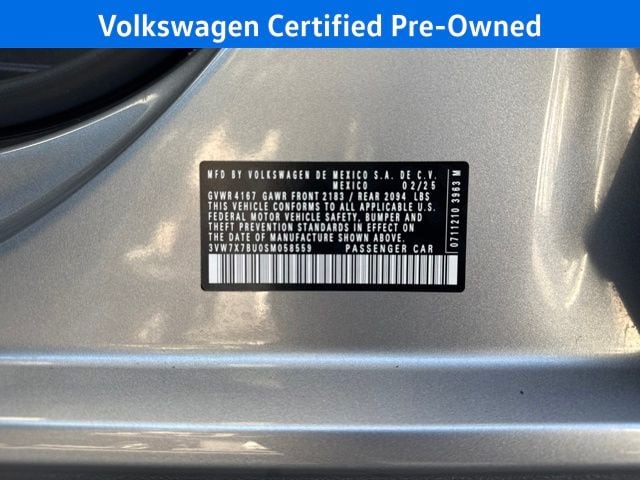 Volkswagen Certified Pre-Owned
MFD BY VOLKSWAGEN DE MEXICO S.A. DE C.V.
MEXICO 02/25
GVWR 4167 GAWR FRONT 2183 / REAR 2094 LBS
THIS VEHICLE CONFORMS TO ALL APPLICABLE U.S.
FEDERAL MOTOR VEHICLE SAFETY, BUMPER AND
THEFT PREVENTION STANDARDS IN EFFECT ON
THE DATE OF MANUFACTURE SHOWN ABOVE.
3VW7X7BU0SM058559 PASSENGER CAR
0711210 3963 M